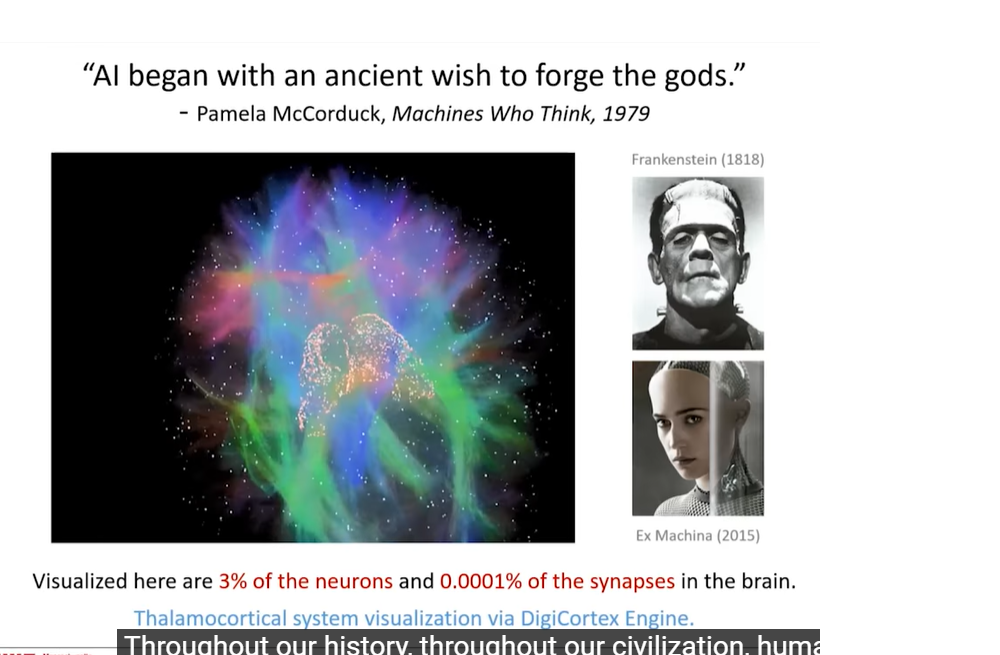 “AI began with an ancient wish to forge the gods.”
- Pamela McCorduck, Machines Who Think, 1979
Frankenstein (1818)
Ex Machina (2015)
Visualized here are 3% of the neurons and 0.0001% of the synapses in the brain.
Thalamocortical system visualization via DigiCortex Engine.
Throughout our history, throughout our civilization, huma